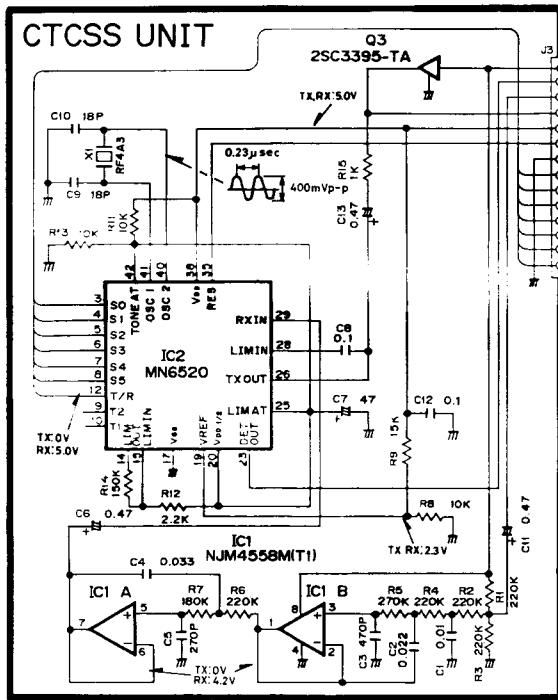 CTCSS UNIT
Q3
2SC3395-TA
J3
C10 18P
X1
RF4A3
C9 18P
0.23μsec
400mVp-p
TX,RX:5.0V
R15
1K
C13
0.47
R13 10K
R11
10K
42 41 40 38
TONEAT
OSC 1
OSC 2
VDD
RES
3 S0
4 S1
5 S2
6 S3
7 S4
8 S5
12 T/R
9 T2
T1
IC2
MN6520
RXIN 29
LIMIN 28
TXOUT 26
LIMAT 25
C8
0.1
C7 47
C12 0.1
TX:0V
RX:5.0V
LIM
OUT
LIMIN
VSS
VREF
VDD 1/2
DET
OUT
14 15 17 19 20 23
R14
150K
R12
2.2K
R9 15K
R8 10K
TX RX:2.3V
C6 0.47
C11 0.47
IC1
NJM4558M(T1)
C4 0.033
IC1 A
7
5
6
R7
180K
R6
220K
C5
270P
IC1 B
1
8
4
3
2
R5
270K
R4
220K
R2
220K
R1
220K
C3 470P
C2
0.022
C1 0.01
R3 220K
TX:0V
RX:4.2V